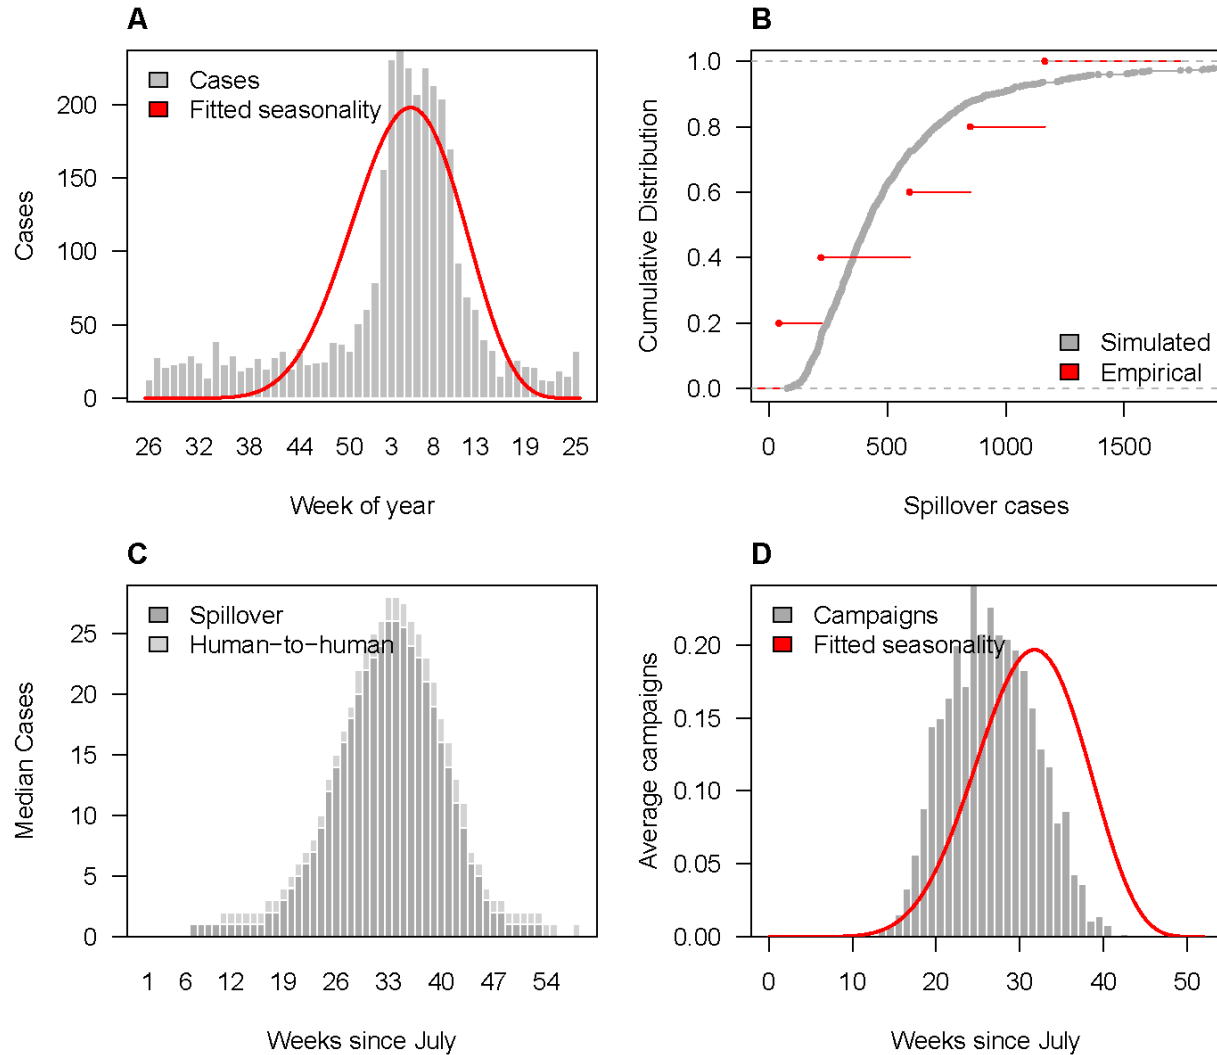 A
Cases
Fitted seasonality
200
150
100
50
0
Cases
26 32 38 44 50 3 8 13 19 25
Week of year
B
1.0
0.8
0.6
0.4
0.2
0.0
Cumulative Distribution
Simulated
Empirical
0 500 1000 1500
Spillover cases
C
Spillover
Human−to−human
25
20
15
10
5
0
Median Cases
1 6 12 19 26 33 40 47 54
Weeks since July
D
Campaigns
Fitted seasonality
0.20
0.15
0.10
0.05
0.00
Average campaigns
0 10 20 30 40 50
Weeks since July